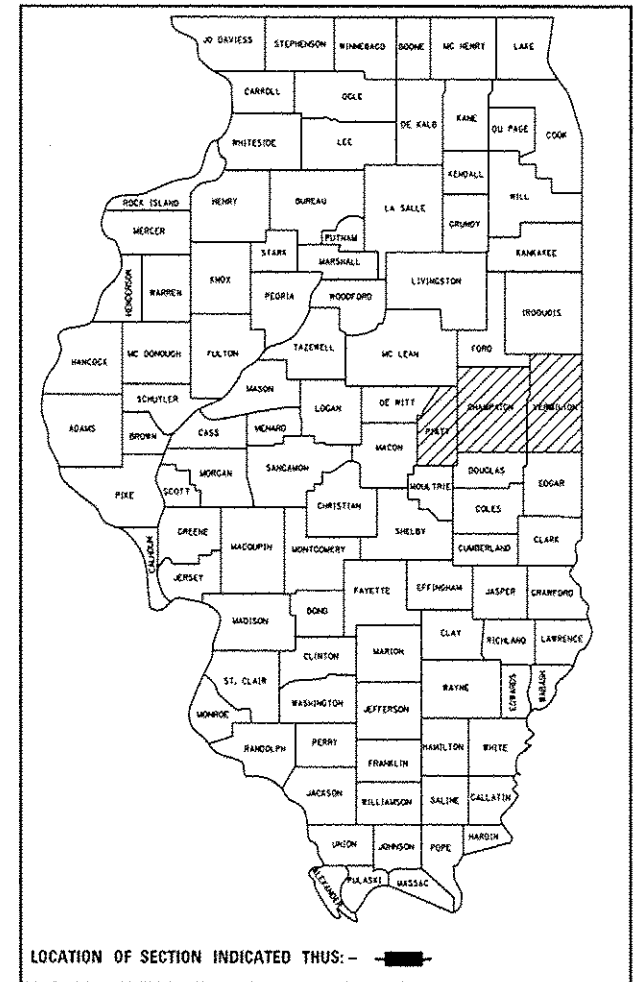 JO DAVIESS STEPHENSON WINNEBAGO BOONE MC HENRY LAKE
CARROLL OGLE
DE KALB KANE DU PAGE COOK
WHITESIDE LEE
KENDALL
ROCK ISLAND HENRY BUREAU LA SALLE WILL
MERCER PUTNAM GRUNDY
STARK MARSHALL KANKAKEE
HENDERSON WARREN KNOX PEORIA WOODFORD LIVINGSTON
IROQUOIS
HANCOCK MC DONOUGH FULTON TAZEWELL MC LEAN FORD
SCHUYLER MASON LOGAN DE WITT CHAMPAIGN VERMILION
ADAMS BROWN CASS MENARD MACON PIATT
MORGAN SANGAMON DOUGLAS
PIKE SCOTT CHRISTIAN MOULTRIE EDGAR
COLES
CALHOUN GREENE MACOUPIN MONTGOMERY SHELBY CUMBERLAND CLARK
JERSEY
FAYETTE EFFINGHAM JASPER CRAWFORD
MADISON BOND
CLAY RICHLAND LAWRENCE
CLINTON MARION
ST. CLAIR WAYNE EDWARDS WABASH
MONROE WASHINGTON JEFFERSON
RANDOLPH PERRY HAMILTON WHITE
FRANKLIN
JACKSON WILLIAMSON SALINE GALLATIN
UNION JOHNSON POPE HARDIN
ALEXANDER PULASKI MASSAC
LOCATION OF SECTION INDICATED THUS: -